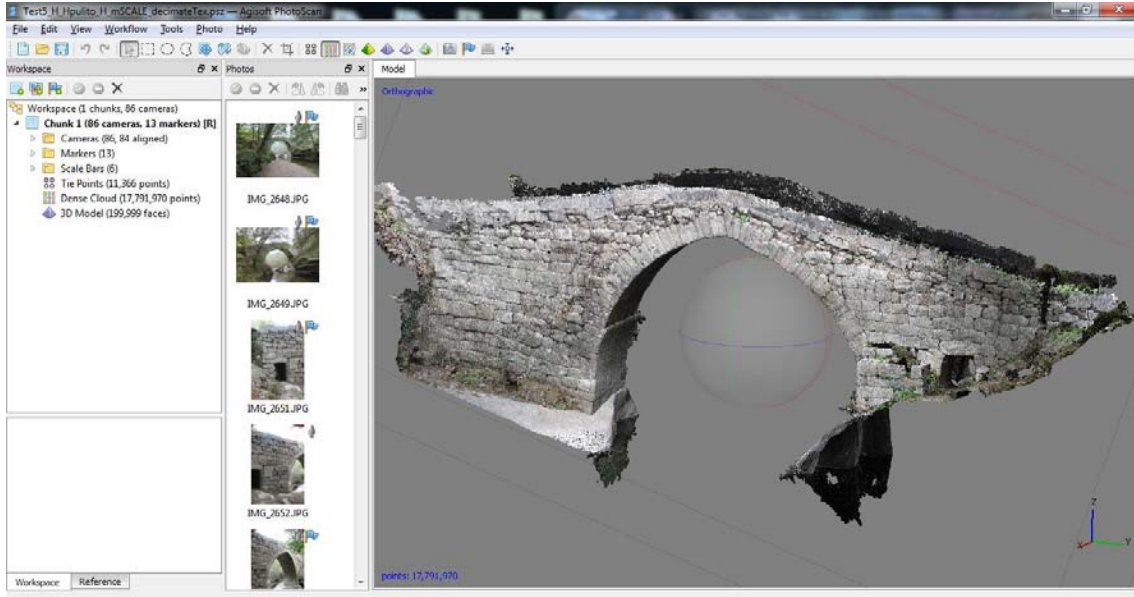 Test5_H_Hpulito_H_mSCALE_decimateTex.psz — Agisoft PhotoScan
File Edit View Workflow Tools Photo Help
Workspace
Photos
Model
Workspace (1 chunks, 86 cameras)
Chunk 1 (86 cameras, 13 markers) [R]
Cameras (86, 84 aligned)
Markers (13)
Scale Bars (6)
Tie Points (11,366 points)
Dense Cloud (17,791,970 points)
3D Model (199,999 faces)
IMG_2648.JPG
IMG_2649.JPG
IMG_2651.JPG
IMG_2652.JPG
Orthographic
Z
X
Y
points: 17,791,970
Workspace
Reference